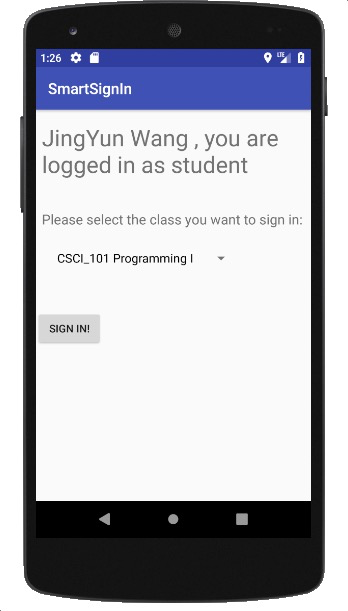 1:26 LTE
SmartSignIn
JingYun Wang , you are
logged in as student
Please select the class you want to sign in:
CSCI_101 Programming I
SIGN IN!